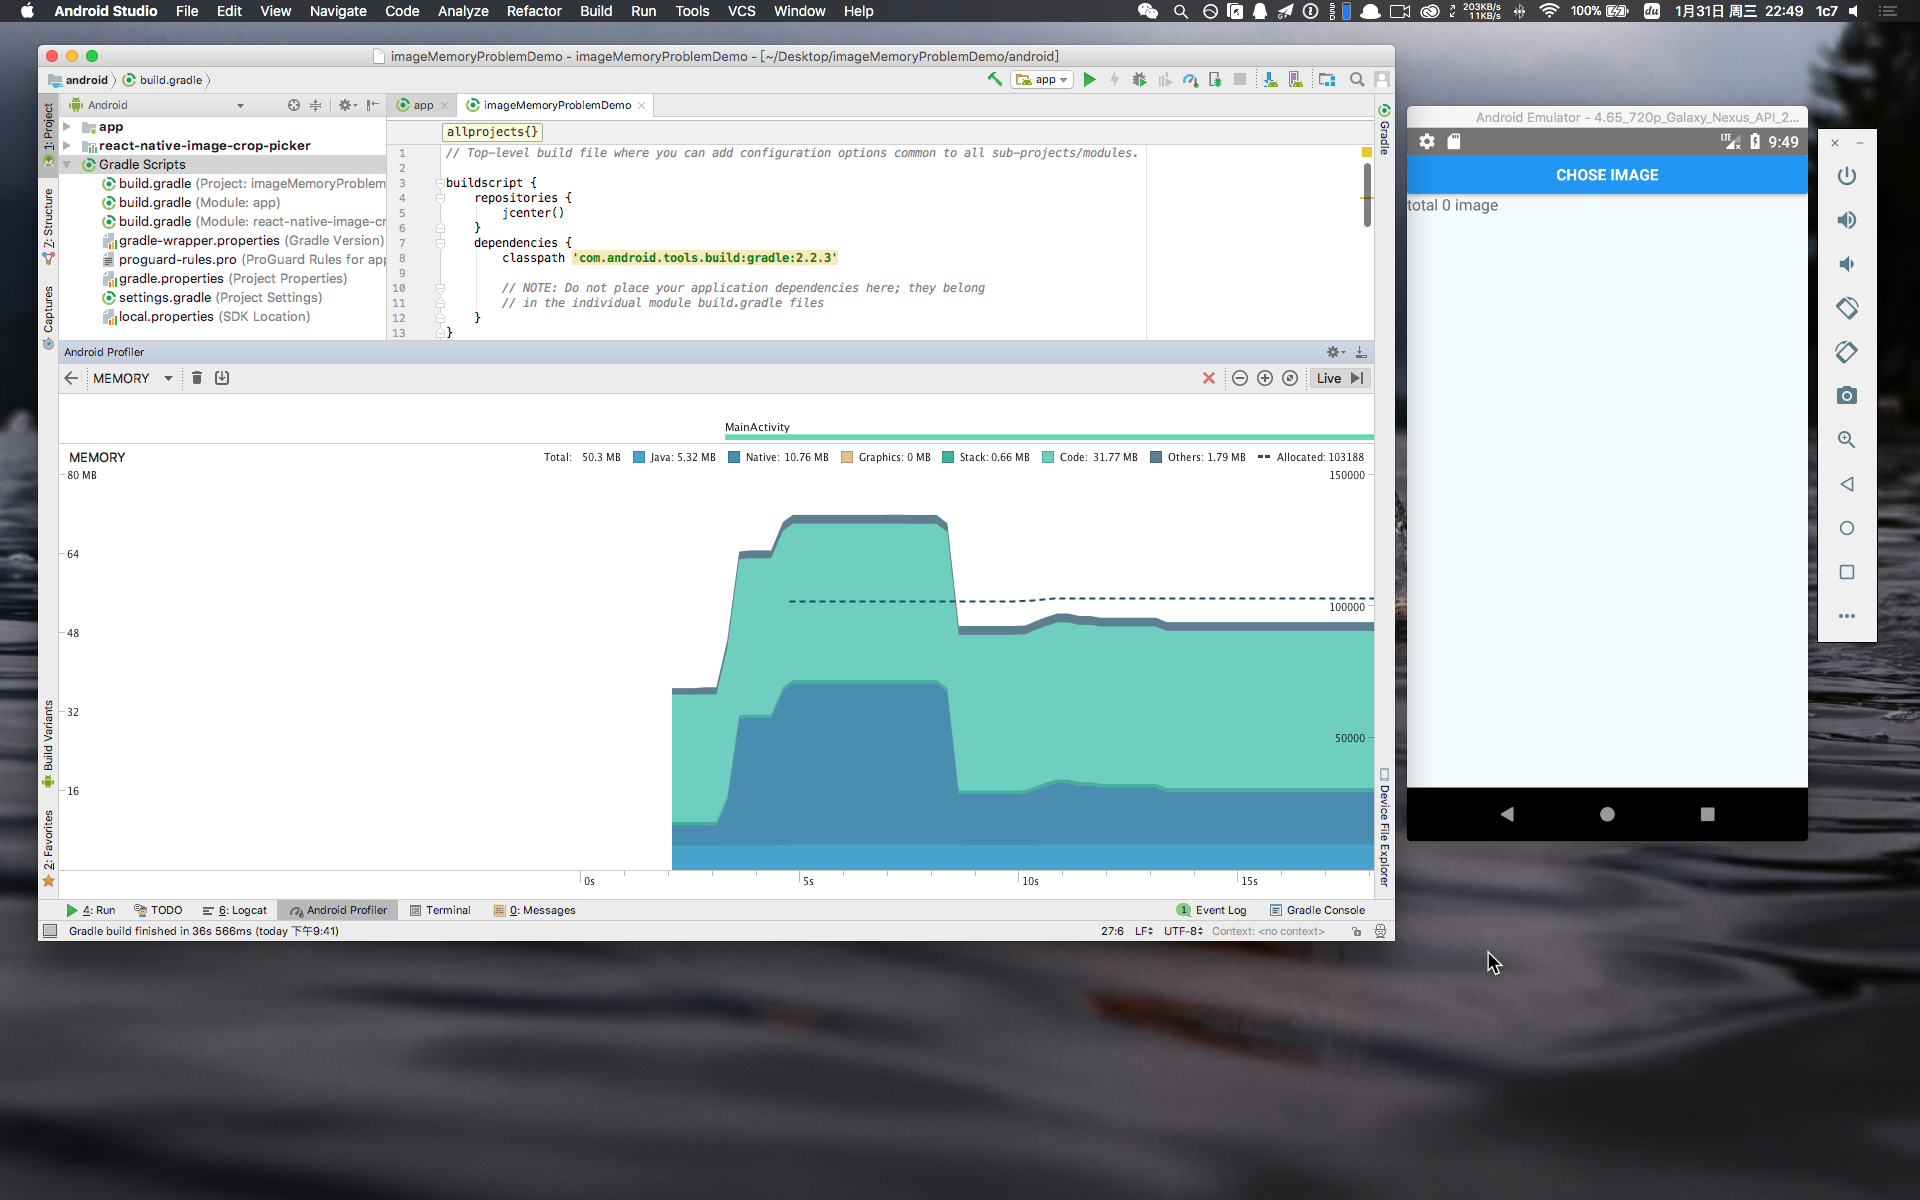 Android Studio File Edit View Navigate Code Analyze Refactor Build Run Tools VCS Window Help
203KB/s
11KB/s
100%
1月31日 周三 22:49 1c7
imageMemoryProblemDemo - imageMemoryProblemDemo - [~/Desktop/imageMemoryProblemDemo/android]
android build.gradle
app
Android
app imageMemoryProblemDemo
1: Project
7: Structure
Captures
Build Variants
2: Favorites
app
react-native-image-crop-picker
Gradle Scripts
build.gradle (Project: imageMemoryProblem
build.gradle (Module: app)
build.gradle (Module: react-native-image-cr
gradle-wrapper.properties (Gradle Version)
proguard-rules.pro (ProGuard Rules for app
gradle.properties (Project Properties)
settings.gradle (Project Settings)
local.properties (SDK Location)
allprojects{}
1 // Top-level build file where you can add configuration options common to all sub-projects/modules.
2
3 buildscript {
4 repositories {
5 jcenter()
6 }
7 dependencies {
8 classpath 'com.android.tools.build:gradle:2.2.3'
9
10 // NOTE: Do not place your application dependencies here; they belong
11 // in the individual module build.gradle files
12 }
13 }
Gradle
Device File Explorer
Android Profiler
MEMORY
Live
MainActivity
MEMORY
Total: 50.3 MB Java: 5.32 MB Native: 10.76 MB Graphics: 0 MB Stack: 0.66 MB Code: 31.77 MB Others: 1.79 MB Allocated: 103188
80 MB
150000
64
100000
48
32
50000
16
0s 5s 10s 15s
4: Run TODO 6: Logcat Android Profiler Terminal 0: Messages
1 Event Log Gradle Console
Gradle build finished in 36s 566ms (today 下午9:41)
27:6 LF UTF-8 Context: <no context>
Android Emulator - 4.65_720p_Galaxy_Nexus_API_2...
LTE 9:49
CHOSE IMAGE
total 0 image